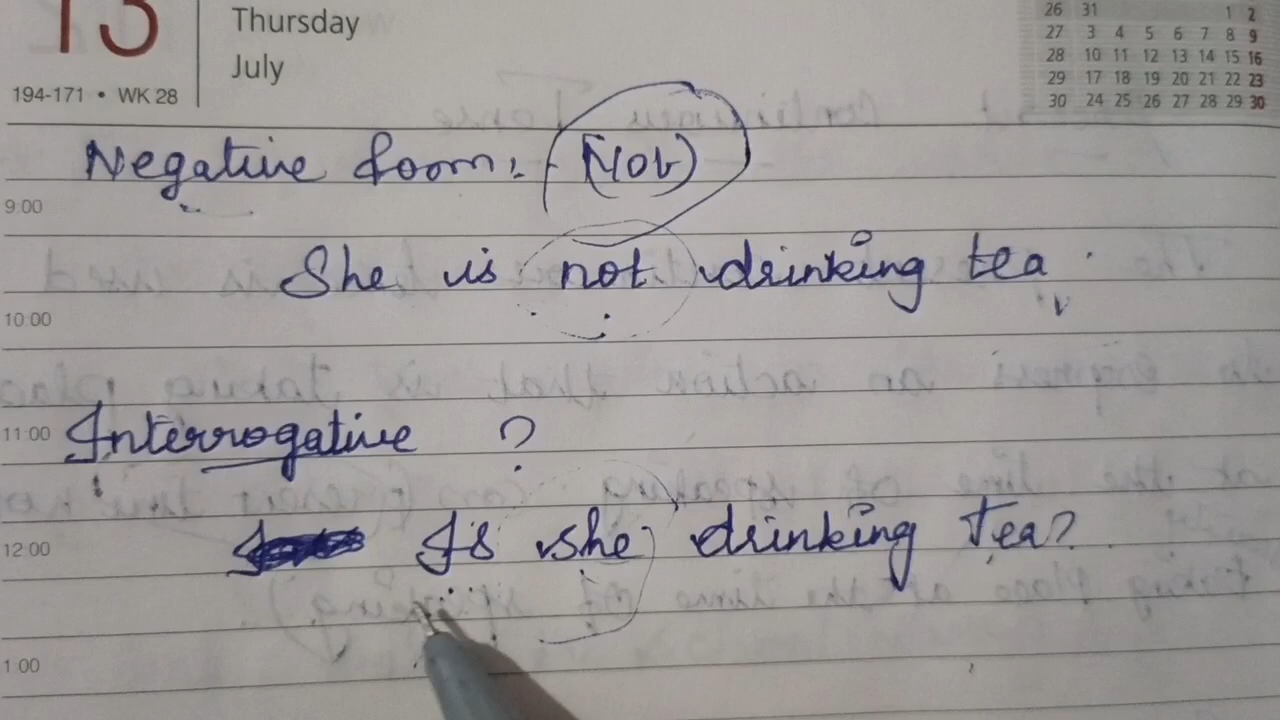 13 Thursday
July
194-171 • WK 28
26 31 1 2
27 3 4 5 6 7 8 9
28 10 11 12 13 14 15 16
29 17 18 19 20 21 22 23
30 24 25 26 27 28 29 30
Negative form :- (Not)
9:00
She is not drinking tea.
10:00
11:00 Interrogative ?
12:00 Is she drinking Tea?
1:00